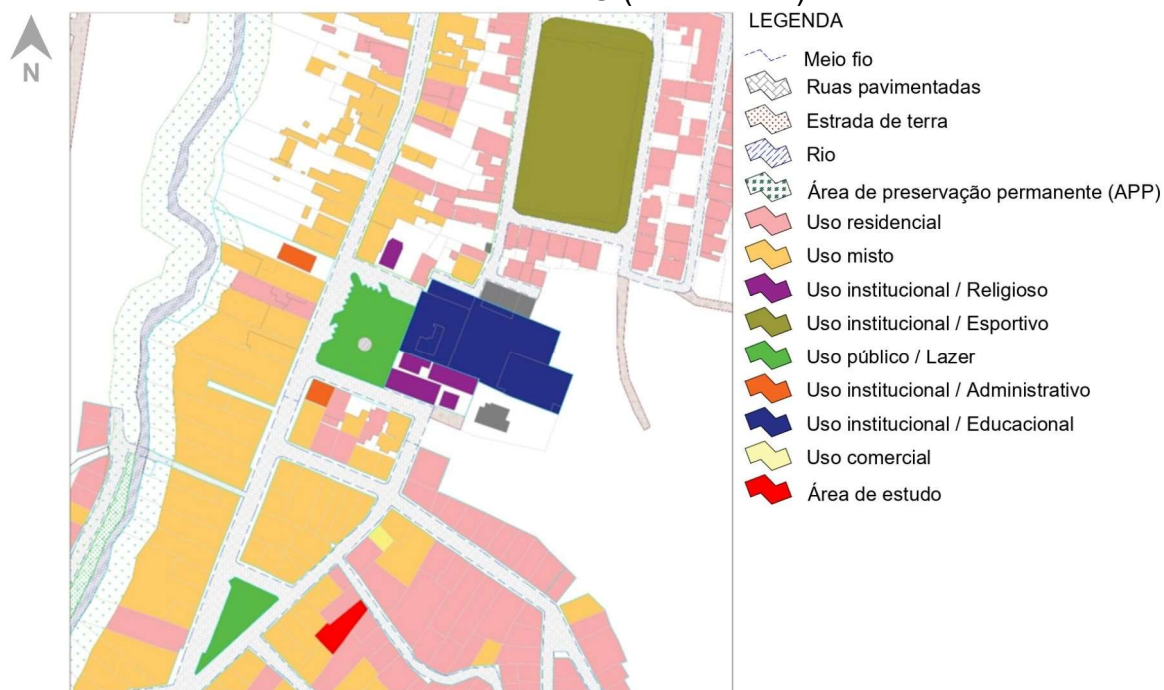 LEGENDA
N
Meio fio
Ruas pavimentadas
Estrada de terra
Rio
Área de preservação permanente (APP)
Uso residencial
Uso misto
Uso institucional / Religioso
Uso institucional / Esportivo
Uso público / Lazer
Uso institucional / Administrativo
Uso institucional / Educacional
Uso comercial
Área de estudo